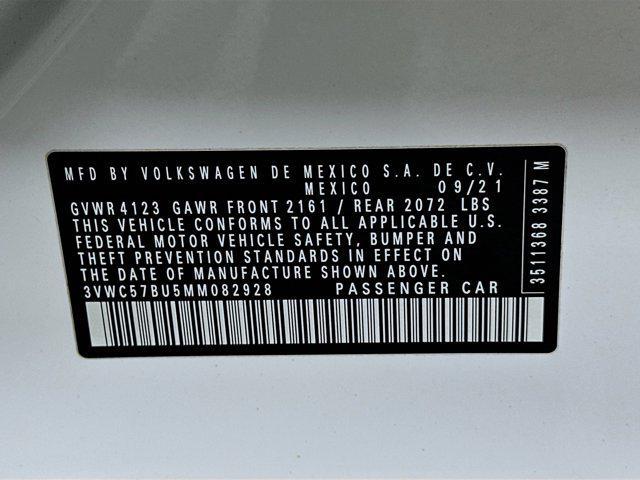 MFD BY VOLKSWAGEN DE MEXICO S.A. DE C.V.
MEXICO 09/21
GVWR 4123 GAWR FRONT 2161 / REAR 2072 LBS
THIS VEHICLE CONFORMS TO ALL APPLICABLE U.S.
FEDERAL MOTOR VEHICLE SAFETY, BUMPER AND
THEFT PREVENTION STANDARDS IN EFFECT ON
THE DATE OF MANUFACTURE SHOWN ABOVE.
3VWC57BU5MM082928 PASSENGER CAR
3511368 3387 M